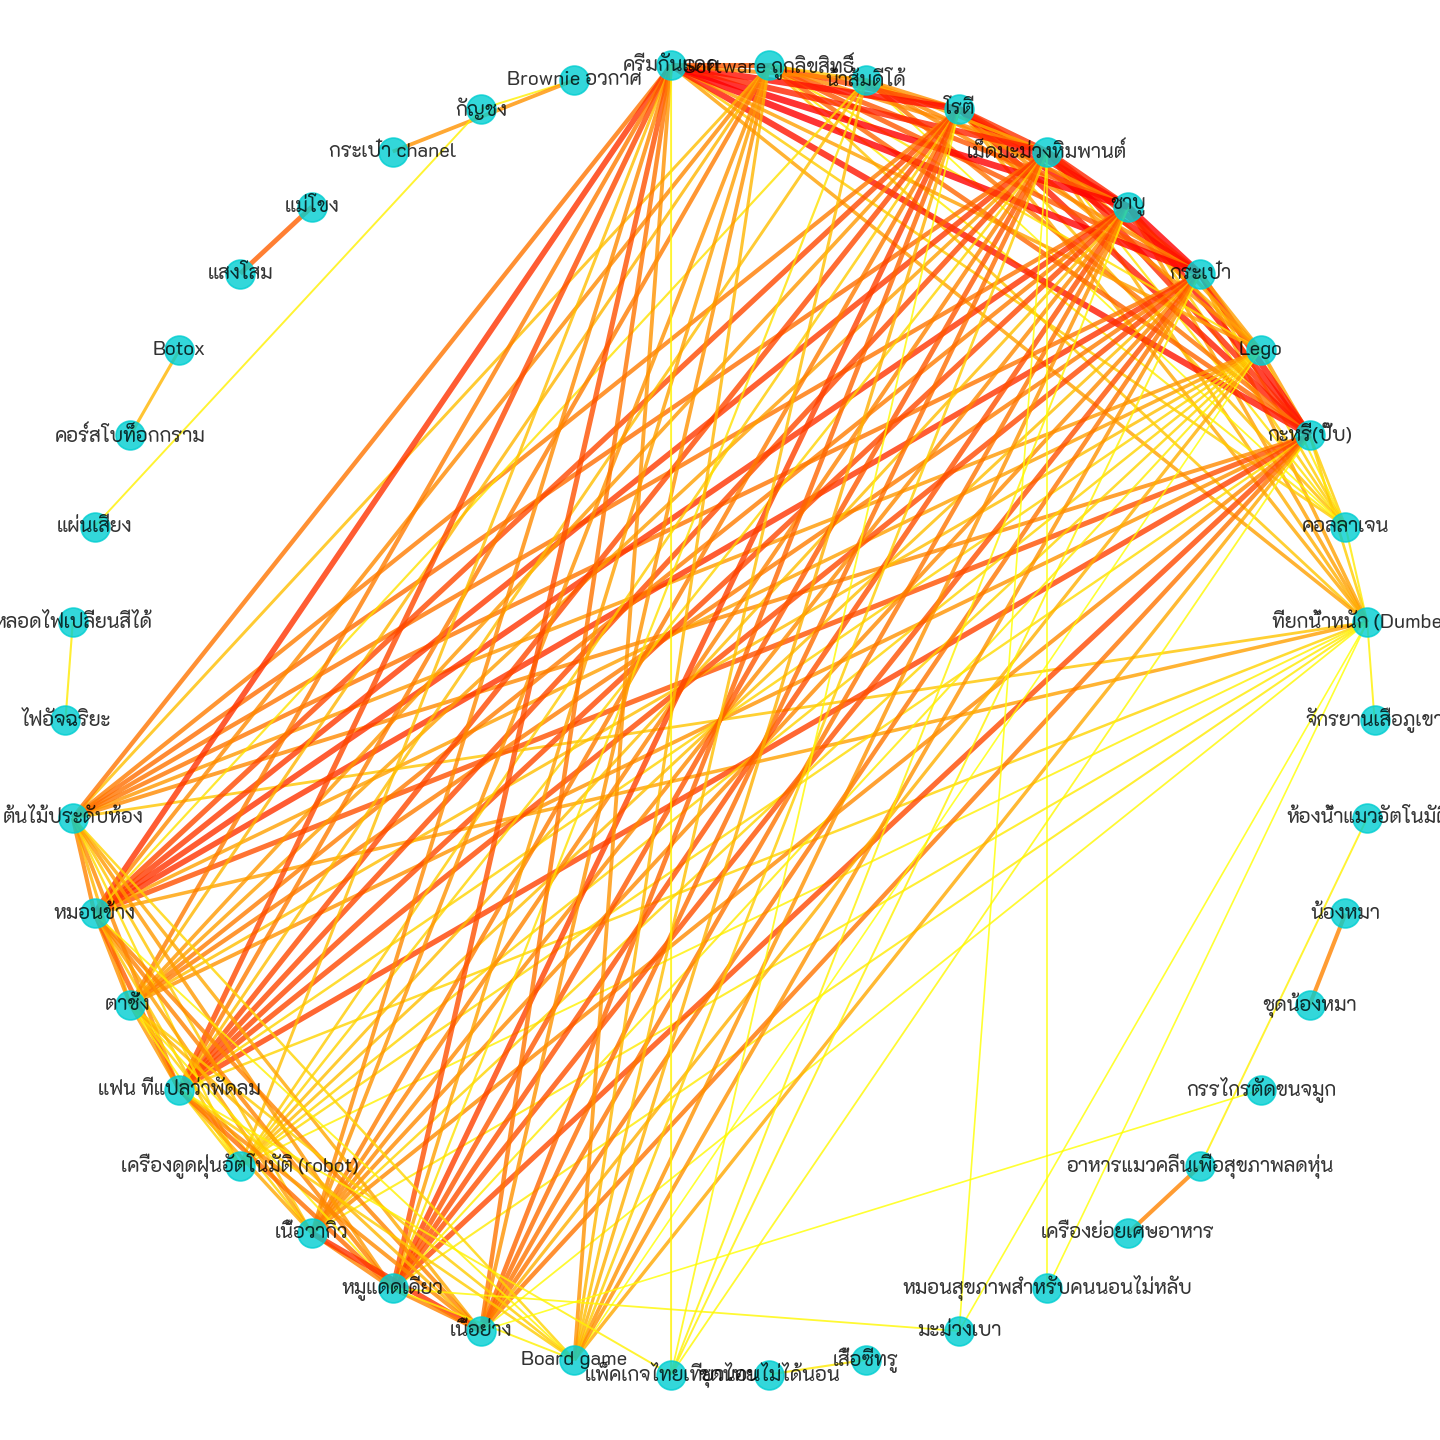 ครีมกันแดด
Software ถูกลิขสิทธิ์
น้ำส้มดีโด้
Brownie อวกาศ
กัญชง
โรตี
กระเป๋า chanel
เม็ดมะม่วงหิมพานต์
แม่โขง
ชาบู
แสงโสม
กระเป๋า
Botox
Lego
คอร์สโบท็อกกราม
กะหรี่(ปั๊บ)
แผ่นเสียง
คอลลาเจน
หลอดไฟเปลี่ยนสีได้
ที่ยกน้ำหนัก (Dumbe
ไฟอัจฉริยะ
จักรยานเสือภูเขา
ต้นไม้ประดับห้อง
ห้องน้ำแมวอัตโนมัติ
หมอนข้าง
น้องหมา
ตาชั่ง
ชุดน้องหมา
แฟน ที่แปลว่าพัดลม
กรรไกรตัดขนจมูก
เครื่องดูดฝุ่นอัตโนมัติ (robot)
อาหารแมวคลีนเพื่อสุขภาพลดหุ่น
เนื้อวากิว
เครื่องย่อยเศษอาหาร
หมูแดดเดียว
หมอนสุขภาพสำหรับคนนอนไม่หลับ
เนื้อย่าง
มะม่วงเบา
Board game
เสื้อซีทรู
แพ็คเกจไทยเที่ยวไทย
ชุดนอนไม่ได้นอน